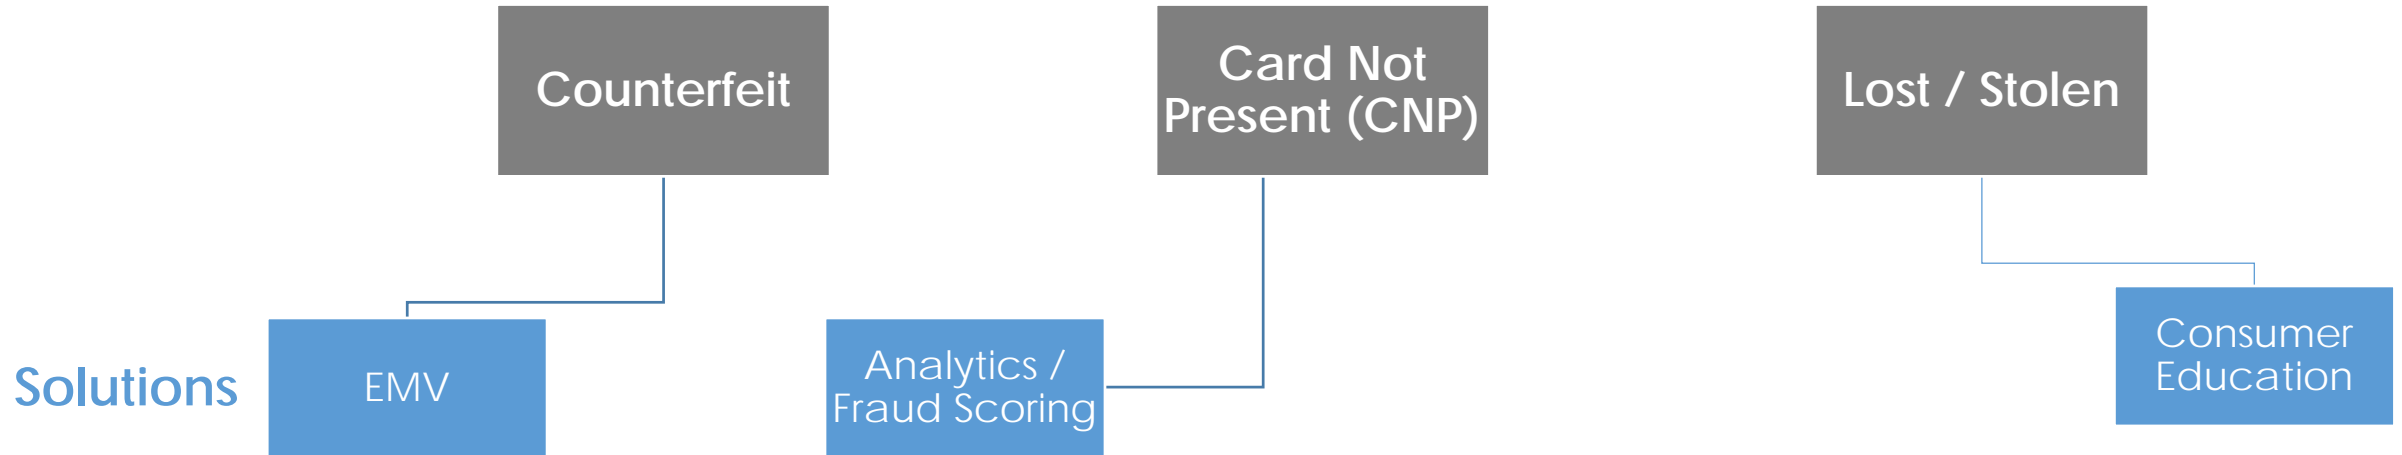 Counterfeit
Card Not
Present (CNP)
Lost / Stolen
Solutions
EMV
Analytics /
Fraud Scoring
Consumer
Education